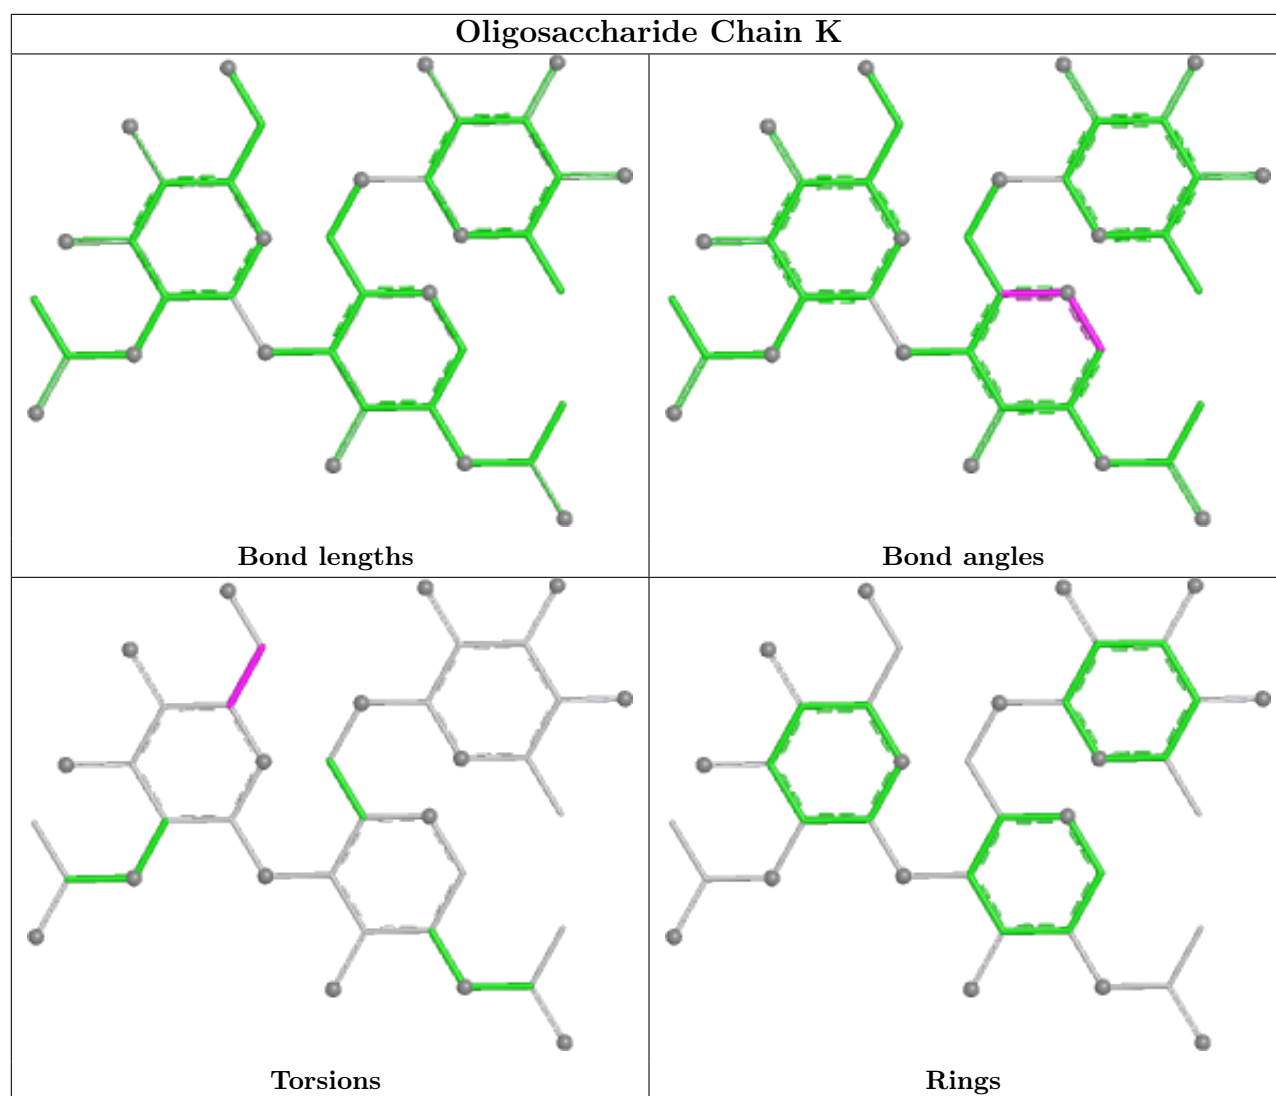 Oligosaccharide Chain K
Bond lengths
Bond angles
Torsions
Rings